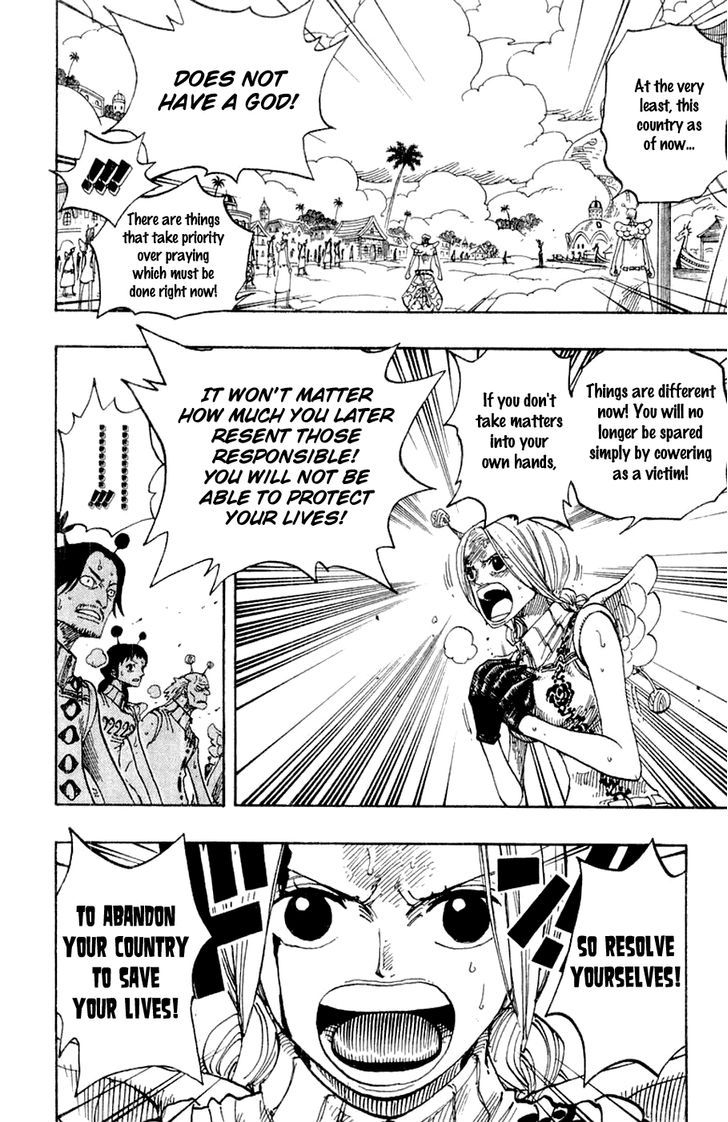 At the very
least, this
country as
of now...
DOES NOT
HAVE A GOD!
There are things
that take priority
over praying
which must be
done right now!
!!!
Things are different
now! You will no
longer be spared
simply by cowering
as a victim!
If you don't
take matters
into your
own hands,
IT WON'T MATTER
HOW MUCH YOU LATER
RESENT THOSE
RESPONSIBLE!
YOU WILL NOT BE
ABLE TO PROTECT
YOUR LIVES!
!!!
SO RESOLVE
YOURSELVES!
TO ABANDON
YOUR COUNTRY
TO SAVE
YOUR LIVES!